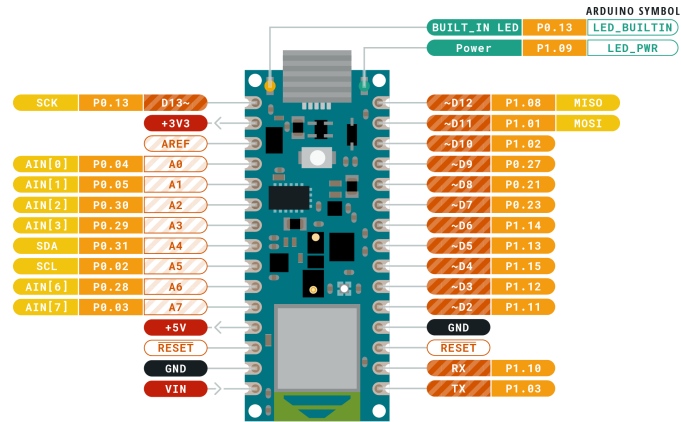 ARDUINO SYMBOL
BUILT_IN LED P0.13 LED_BUILTIN
Power P1.09 LED_PWR
SCK P0.13 D13~
~D12 P1.08 MISO
+3V3
~D11 P1.01 MOSI
AREF
~D10 P1.02
AIN[0] P0.04 A0
~D9 P0.27
AIN[1] P0.05 A1
~D8 P0.21
AIN[2] P0.30 A2
~D7 P0.23
AIN[3] P0.29 A3
~D6 P1.14
SDA P0.31 A4
~D5 P1.13
SCL P0.02 A5
~D4 P1.15
AIN[6] P0.28 A6
~D3 P1.12
AIN[7] P0.03 A7
~D2 P1.11
+5V
GND
RESET
RESET
GND
RX P1.10
VIN
TX P1.03